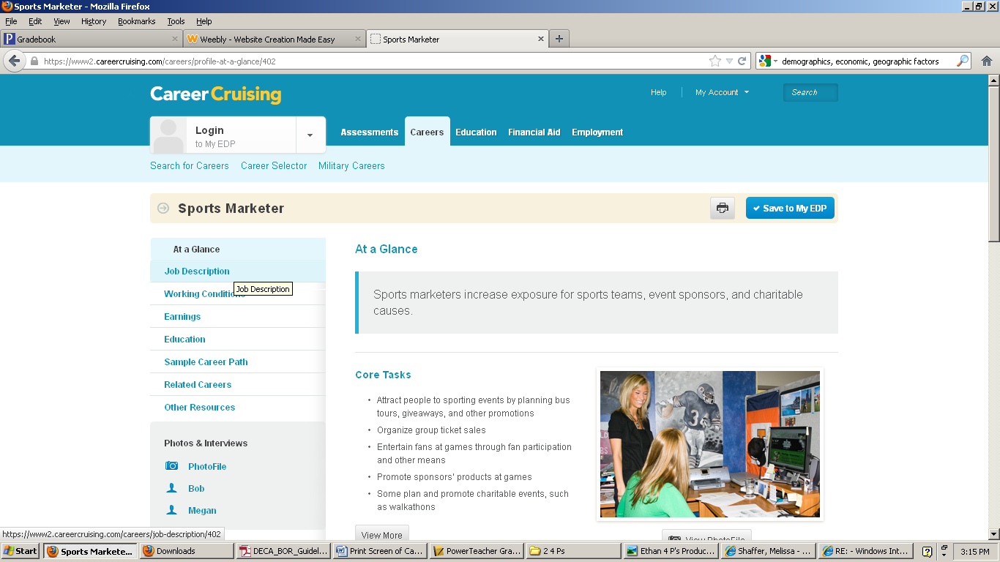 Sports Marketer - Mozilla Firefox
File Edit View History Bookmarks Tools Help
Gradebook Weebly - Website Creation Made Easy Sports Marketer
https://www2.careercruising.com/careers/profile-at-a-glance/402 demographics, economic, geographic factors
Career Cruising Help My Account Search
Login
to My EDP
Assessments Careers Education Financial Aid Employment
Search for Careers Career Selector Military Careers
Sports Marketer Save to My EDP
At a Glance
Job Description
Job Description
Working Conditions
Earnings
Education
Sample Career Path
Related Careers
Other Resources
Photos & Interviews
PhotoFile
Bob
Megan
At a Glance
Sports marketers increase exposure for sports teams, event sponsors, and charitable
causes.
Core Tasks
• Attract people to sporting events by planning bus
tours, giveaways, and other promotions
• Organize group ticket sales
• Entertain fans at games through fan participation
and other means
• Promote sponsors' products at games
• Some plan and promote charitable events, such
as walkathons
View More
View PhotoFile
34
https://www2.careercruising.com/careers/job-description/402
Start Sports Markete... Downloads DECA_BOR_Guidel... Print Screen of Ca... PowerTeacher Gra... 2 4 Ps Ethan 4 P's Produc... Shaffer, Melissa - ... RE: - Windows Int... 3:15 PM